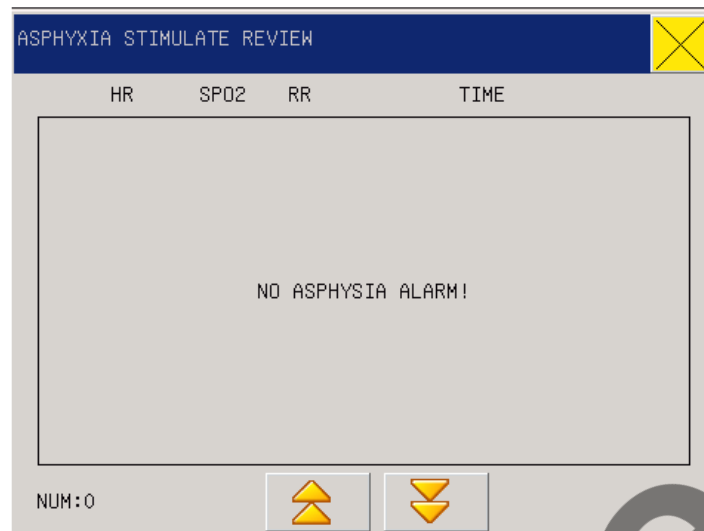 ASPHYXIA STIMULATE REVIEW
HR SPO2 RR TIME
NO ASPHYSIA ALARM!
NUM:0